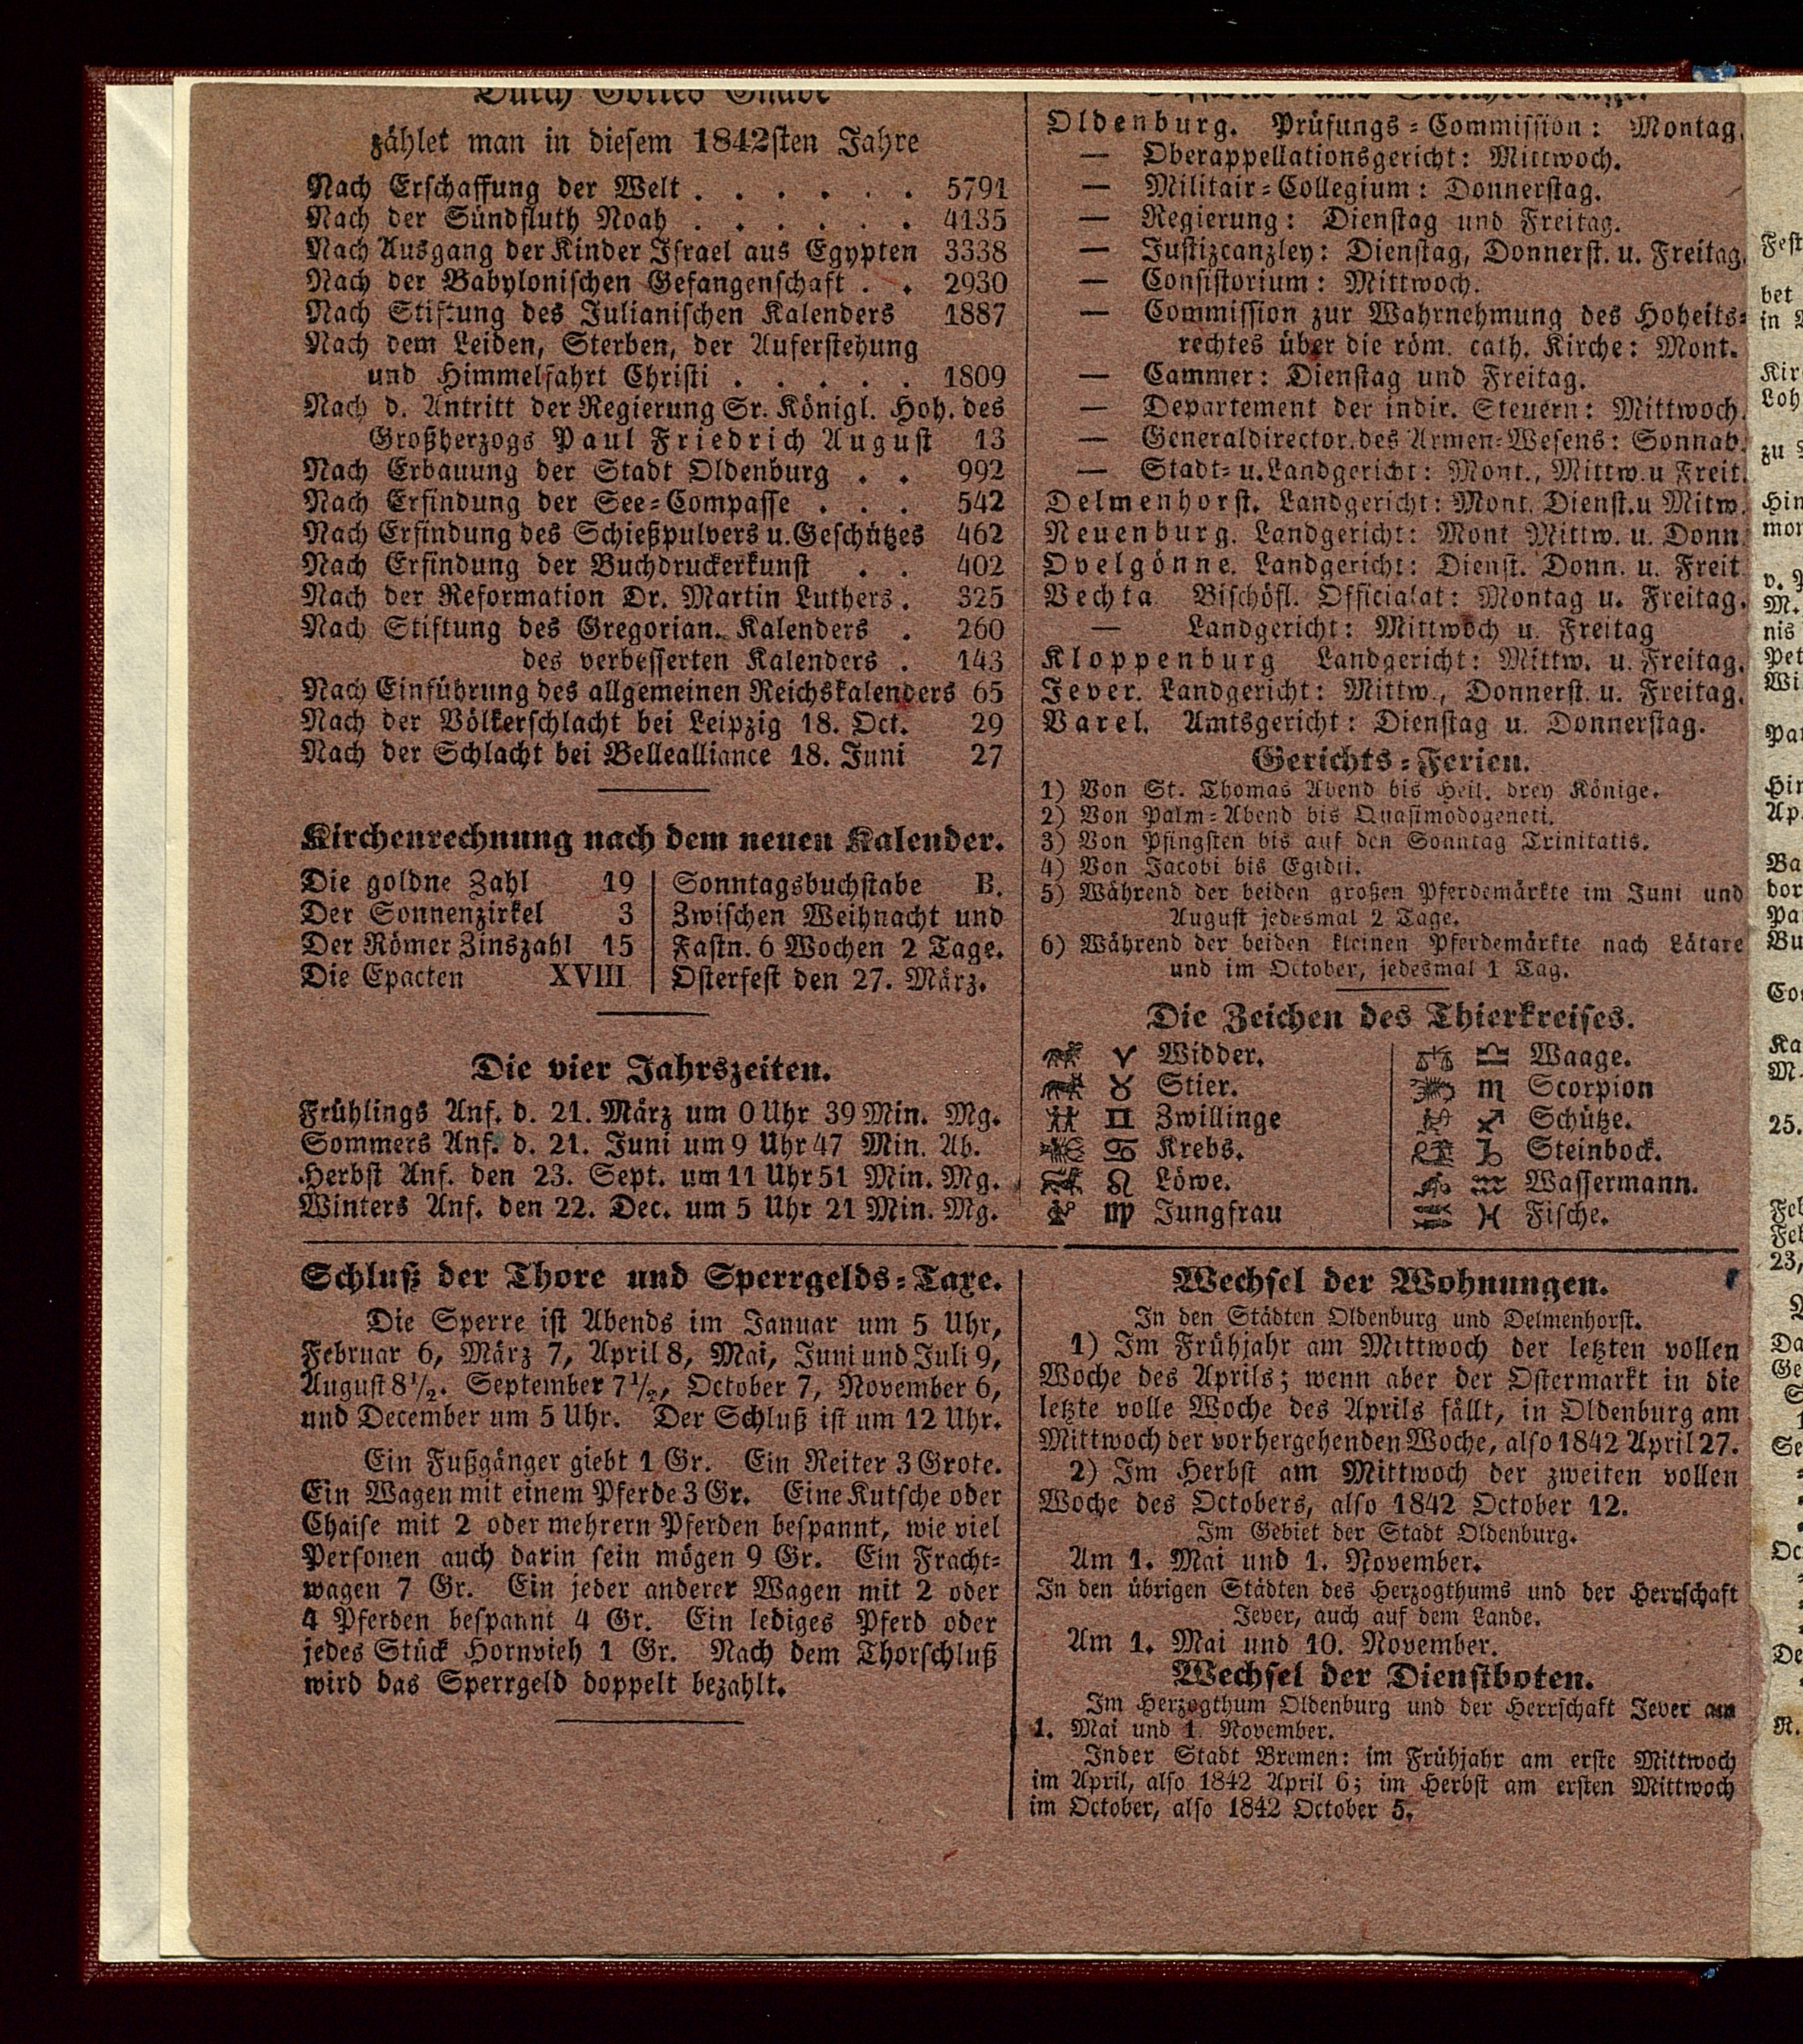 Durch Gottes Gnade
zählet man in diesem 1842sten Jahre
Nach Erschaffung der Welt . . . . . . 5791
Nach der Sündfluth Noah . . . . . . 4135
Nach Ausgang der Kinder Israel aus Egypten 3338
Nach der Babylonischen Gefangenschaft . . 2930
Nach Stiftung des Julianischen Kalenders 1887
Nach dem Leiden, Sterben, der Auferstehung
und Himmelfahrt Christi . . . . . 1809
Nach d. Antritt der Regierung Sr. Königl. Hoh. des
Großherzogs Paul Friedrich August 13
Nach Erbauung der Stadt Oldenburg . . 992
Nach Erfindung der See=Compasse . . . 542
Nach Erfindung des Schießpulvers u. Geschützes 462
Nach Erfindung der Buchdruckerkunst . . 402
Nach der Reformation Dr. Martin Luthers. 325
Nach Stiftung des Gregorian. Kalenders . 260
des verbesserten Kalenders . 143
Nach Einführung des allgemeinen Reichskalenders 65
Nach der Völkerschlacht bei Leipzig 18. Oct. 29
Nach der Schlacht bei Bellealliance 18. Juni 27
Kirchenrechnung nach dem neuen Kalender.
Die goldne Zahl 19
Der Sonnenzirkel 3
Der Römer Zinszahl 15
Die Epacten XVIII
Sonntagsbuchstabe B.
Zwischen Weihnacht und
Fastn. 6 Wochen 2 Tage.
Osterfest den 27. März.
Die vier Jahrszeiten.
Frühlings Anf. d. 21. März um 0 Uhr 39 Min. Mg.
Sommers Anf. d. 21. Juni um 9 Uhr 47 Min. Ab.
Herbst Anf. den 23. Sept. um 11 Uhr 51 Min. Mg.
Winters Anf. den 22. Dec. um 5 Uhr 21 Min. Mg.
Oldenburg. Prüfungs=Commission: Montag.
— Oberappellationsgericht: Mittwoch.
— Militair=Collegium: Donnerstag.
— Regierung: Dienstag und Freitag.
— Justizcanzley: Dienstag, Donnerst. u. Freitag.
— Consistorium: Mittwoch.
— Commission zur Wahrnehmung des Hoheits=
rechtes über die röm. cath. Kirche: Mont.
— Cammer: Dienstag und Freitag.
— Departement der indir. Steuern: Mittwoch.
— Generaldirector. des Armen=Wesens: Sonnab.
— Stadt= u. Landgericht: Mont., Mittw. u Freit.
Delmenhorst. Landgericht: Mont. Dienst. u Mitw.
Neuenburg. Landgericht: Mont Mittw. u. Donn.
Ovelgönne. Landgericht: Dienst. Donn. u. Freit
Vechta Bischöfl. Officialat: Montag u. Freitag.
— Landgericht: Mittwoch u. Freitag
Kloppenburg Landgericht: Mittw. u. Freitag.
Jever. Landgericht: Mittw., Donnerst. u. Freitag.
Varel. Amtsgericht: Dienstag u. Donnerstag.
Gerichts=Ferien.
1) Von St. Thomas Abend bis Heil. drey Könige.
2) Von Palm=Abend bis Quasimodogeneti.
3) Von Pfingsten bis auf den Sonntag Trinitatis.
4) Von Jacobi bis Egidii.
5) Während der beiden großen Pferdemärkte im Juni und
August jedesmal 2 Tage.
6) Während der beiden kleinen Pferdemärkte nach Lätare
und im October, jedesmal 1 Tag.
Die Zeichen des Thierkreises.
♈ Widder.
♉ Stier.
♊ Zwillinge
♋ Krebs.
♌ Löwe.
♍ Jungfrau
♎ Waage.
♏ Scorpion
♐ Schütze.
♑ Steinbock.
♒ Wassermann.
♓ Fische.
Schluß der Thore und Sperrgelds=Taxe.
Die Sperre ist Abends im Januar um 5 Uhr,
Februar 6, März 7, April 8, Mai, Juni und Juli 9,
August 8½. September 7½, October 7, November 6,
und December um 5 Uhr. Der Schluß ist um 12 Uhr.
Ein Fußgänger giebt 1 Gr. Ein Reiter 3 Grote.
Ein Wagen mit einem Pferde 3 Gr. Eine Kutsche oder
Chaise mit 2 oder mehrern Pferden bespannt, wie viel
Personen auch darin sein mögen 9 Gr. Ein Fracht=
wagen 7 Gr. Ein jeder anderer Wagen mit 2 oder
4 Pferden bespannt 4 Gr. Ein lediges Pferd oder
jedes Stück Hornvieh 1 Gr. Nach dem Thorschluß
wird das Sperrgeld doppelt bezahlt.
Wechsel der Wohnungen.
In den Städten Oldenburg und Delmenhorst.
1) Im Frühjahr am Mittwoch der letzten vollen
Woche des Aprils; wenn aber der Ostermarkt in die
letzte volle Woche des Aprils fällt, in Oldenburg am
Mittwoch der vorhergehenden Woche, also 1842 April 27.
2) Im Herbst am Mittwoch der zweiten vollen
Woche des Octobers, also 1842 October 12.
Im Gebiet der Stadt Oldenburg.
Am 1. Mai und 1. November.
In den übrigen Städten des Herzogthums und der Herrschaft
Jever, auch auf dem Lande.
Am 1. Mai und 10. November.
Wechsel der Dienstboten.
Im Herzogthum Oldenburg und der Herrschaft Jever am
1. Mai und 1. November.
Inder Stadt Bremen: im Frühjahr am erste Mittwoch
im April, also 1842 April 6; im Herbst am ersten Mittwoch
im October, also 1842 October 5.